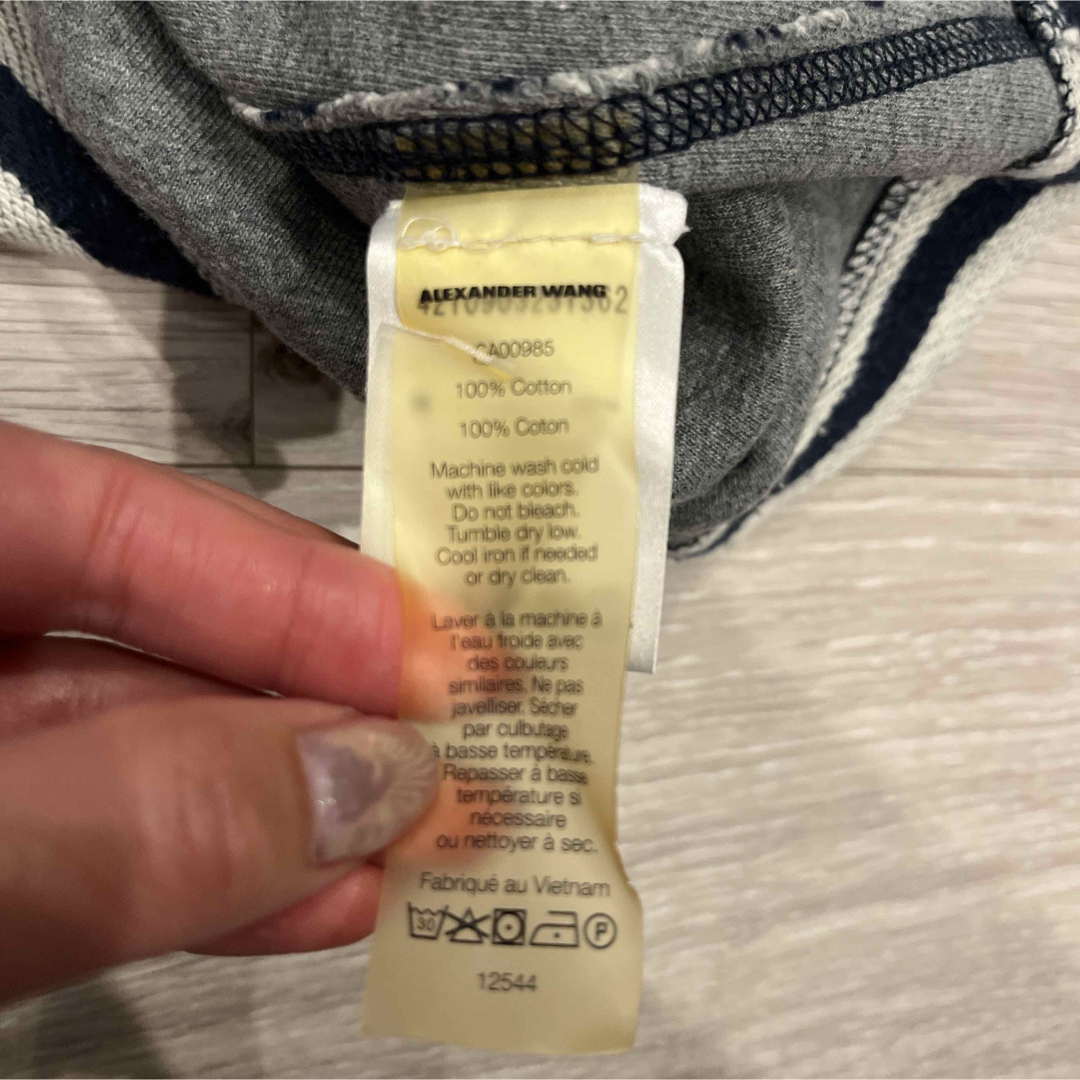 ALEXANDER WANG
CA00985
100% Cotton
100% Coton
Machine wash cold
with like colors.
Do not bleach.
Tumble dry low.
Cool iron if needed
or dry clean.
Laver à la machine à
l'eau froide avec
des couleurs
similaires. Ne pas
javelliser. Sécher
par culbutage
à basse température.
Repasser à basse
température si
nécessaire
ou nettoyer à sec.
Fabriqué au Vietnam
30 P
12544